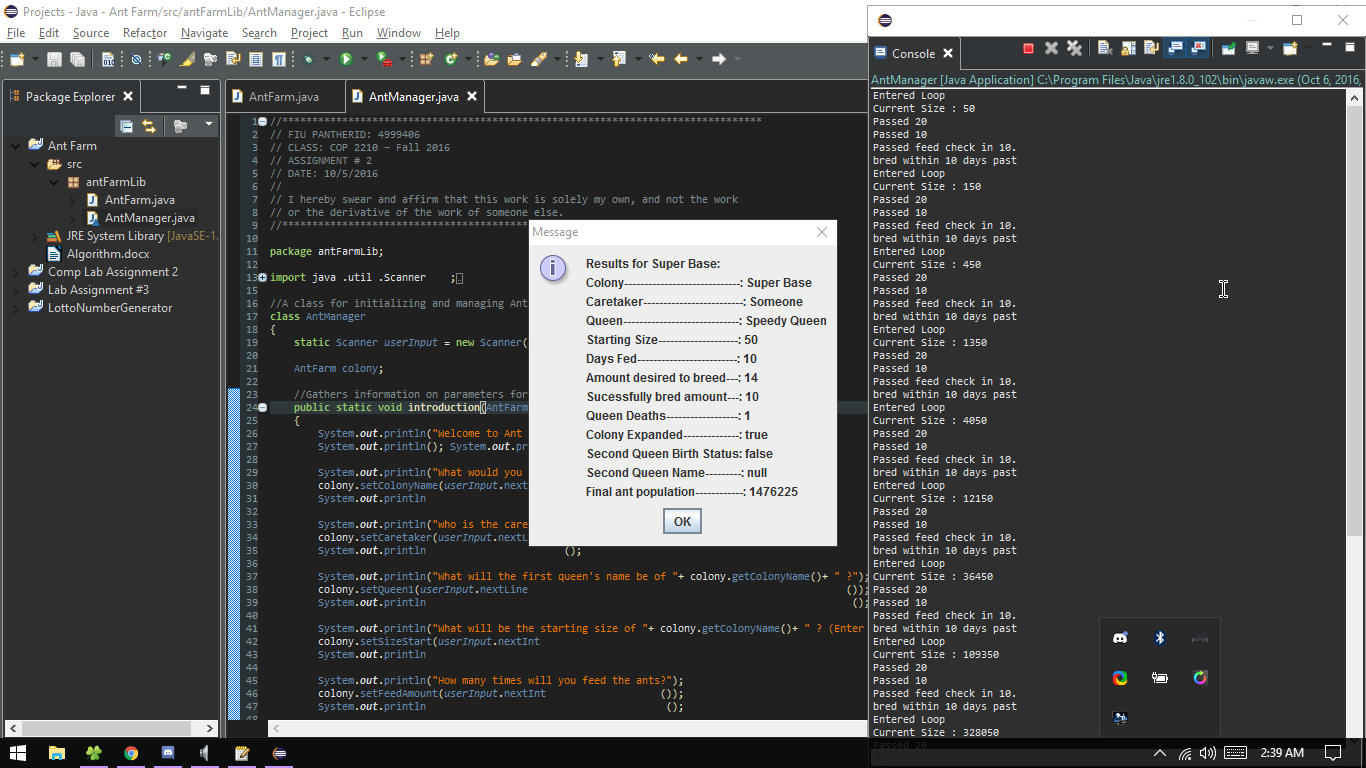 Projects - Java - Ant Farm/src/antFarmLib/AntManager.java - Eclipse
File Edit Source Refactor Navigate Search Project Run Window Help
Package Explorer
Ant Farm
src
antFarmLib
AntFarm.java
AntManager.java
JRE System Library [JavaSE-1.
Algorithm.docx
Comp Lab Assignment 2
Lab Assignment #3
LottoNumberGenerator
AntFarm.java AntManager.java
1 //********************************************************************************
2 // FIU PANTHERID: 4999406
3 // CLASS: COP 2210 - Fall 2016
4 // ASSIGNMENT # 2
5 // DATE: 10/5/2016
6 //
7 // I hereby swear and affirm that this work is solely my own, and not the work
8 // or the derivative of the work of someone else.
9 //******************************************
10
11 package antFarmLib;
12
13 import java .util .Scanner    ;
15
16 //A class for initializing and managing Ant
17 class AntManager
18 {
19     static Scanner userInput = new Scanner(
20
21     AntFarm colony;
22
23     //Gathers information on parameters for
24     public static void introduction(AntFarm
25     {
26         System.out.println("Welcome to Ant
27         System.out.println(); System.out.pr
28
29         System.out.println("What would you
30         colony.setColonyName(userInput.next
31         System.out.println
32
33         System.out.println("who is the care
34         colony.setCaretaker(userInput.nextL
35         System.out.println                       ();
36
37         System.out.println("What will the first queen's name be of "+ colony.getColonyName()+ " ?");
38         colony.setQueen1(userInput.nextLine                                                     ());
39         System.out.println                                                                       ();
40
41         System.out.println("What will be the starting size of "+ colony.getColonyName()+ " ? (Enter
42         colony.setSizeStart(userInput.nextInt
43         System.out.println
44
45         System.out.println("How many times will you feed the ants?");
46         colony.setFeedAmount(userInput.nextInt                   ());
47         System.out.println                                        ();
48
Message
Results for Super Base:
Colony-----------------------------: Super Base
Caretaker-------------------------: Someone
Queen-----------------------------: Speedy Queen
Starting Size--------------------: 50
Days Fed-------------------------: 10
Amount desired to breed---: 14
Sucessfully bred amount---: 10
Queen Deaths------------------: 1
Colony Expanded-------------: true
Second Queen Birth Status: false
Second Queen Name---------: null
Final ant population------------: 1476225
OK
Console
AntManager [Java Application] C:\Program Files\Java\jre1.8.0_102\bin\javaw.exe (Oct 6, 2016,
Entered Loop
Current Size : 50
Passed 20
Passed 10
Passed feed check in 10.
bred within 10 days past
Entered Loop
Current Size : 150
Passed 20
Passed 10
Passed feed check in 10.
bred within 10 days past
Entered Loop
Current Size : 450
Passed 20
Passed 10
Passed feed check in 10.
bred within 10 days past
Entered Loop
Current Size : 1350
Passed 20
Passed 10
Passed feed check in 10.
bred within 10 days past
Entered Loop
Current Size : 4050
Passed 20
Passed 10
Passed feed check in 10.
bred within 10 days past
Entered Loop
Current Size : 12150
Passed 20
Passed 10
Passed feed check in 10.
bred within 10 days past
Entered Loop
Current Size : 36450
Passed 20
Passed 10
Passed feed check in 10.
bred within 10 days past
Entered Loop
Current Size : 109350
Passed 20
Passed 10
Passed feed check in 10.
bred within 10 days past
Entered Loop
Current Size : 328050
Passed 20
2:39 AM